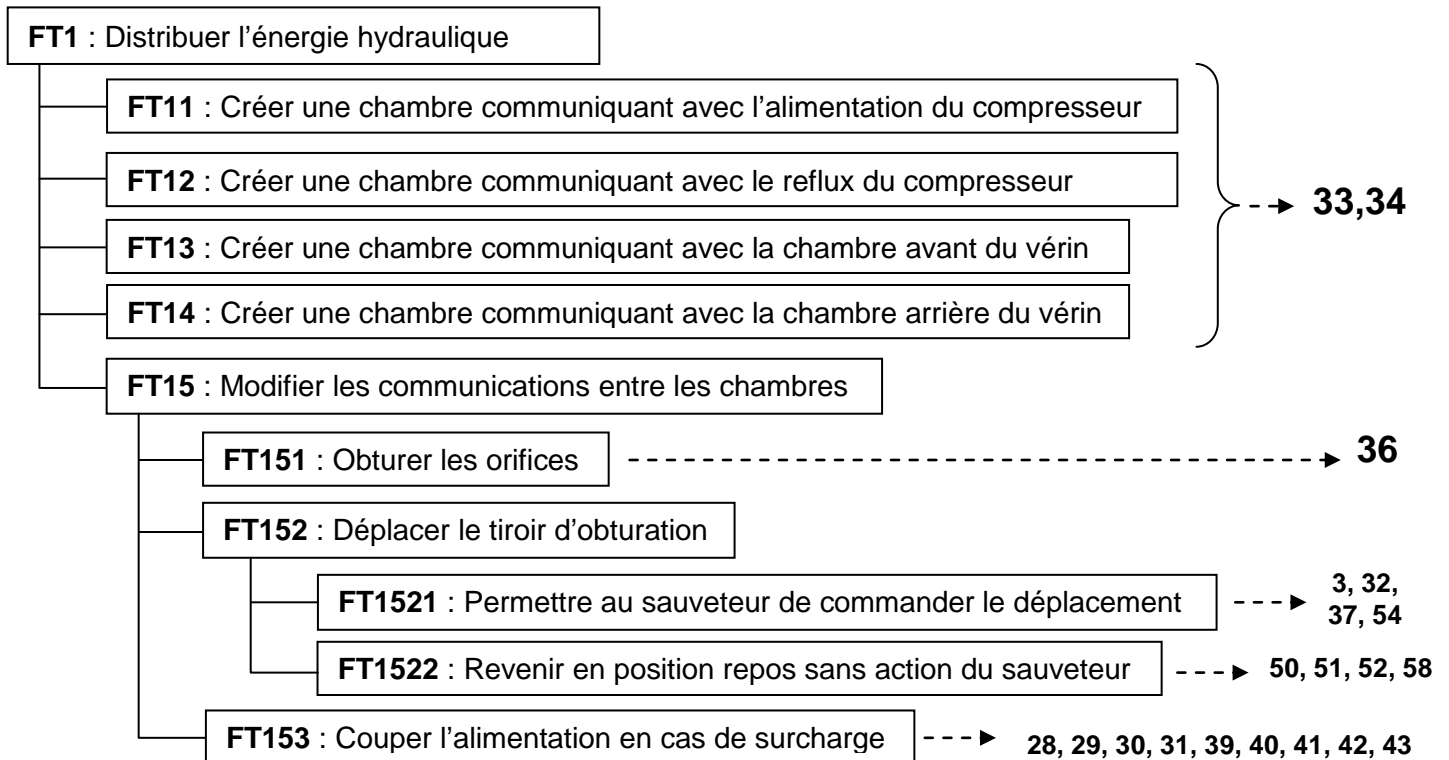 FT1 : Distribuer l'énergie hydraulique
FT11 : Créer une chambre communiquant avec l'alimentation du compresseur
FT12 : Créer une chambre communiquant avec le reflux du compresseur
33,34
FT13 : Créer une chambre communiquant avec la chambre avant du vérin
FT14 : Créer une chambre communiquant avec la chambre arrière du vérin
FT15 : Modifier les communications entre les chambres
FT151 : Obturer les orifices
36
FT152 : Déplacer le tiroir d'obturation
FT1521 : Permettre au sauveteur de commander le déplacement
3, 32,
37, 54
FT1522 : Revenir en position repos sans action du sauveteur
50, 51, 52, 58
FT153 : Couper l'alimentation en cas de surcharge
28, 29, 30, 31, 39, 40, 41, 42, 43